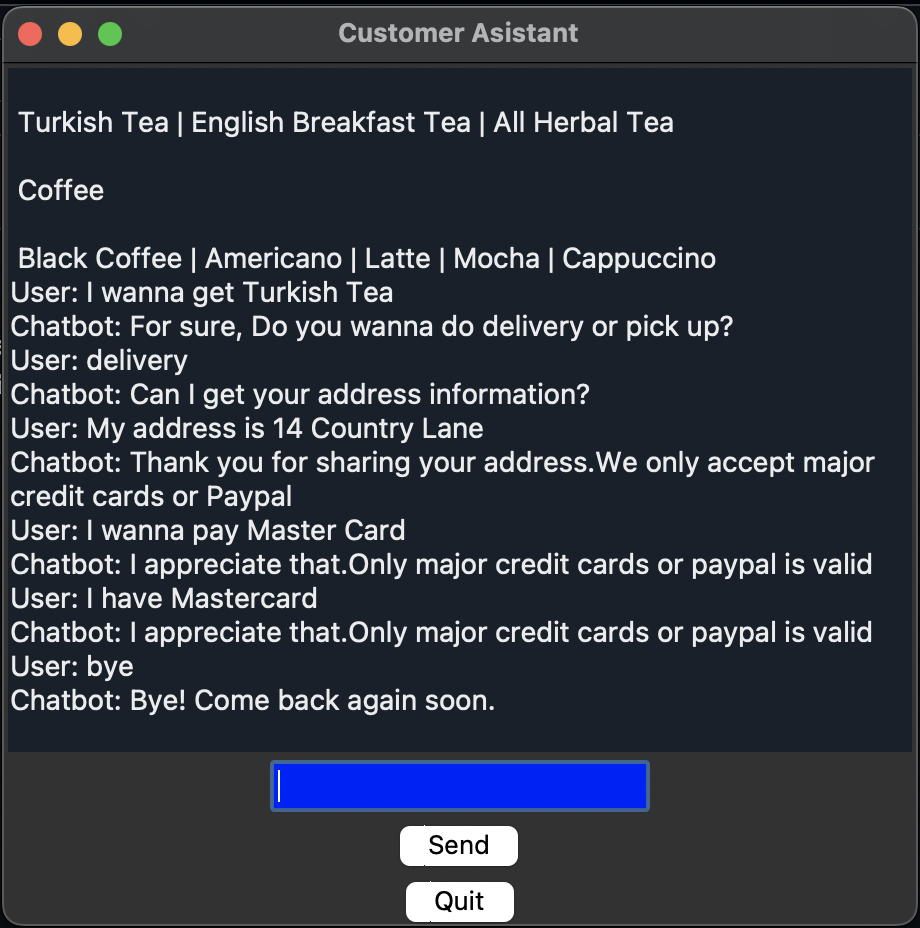 Customer Asistant
Turkish Tea | English Breakfast Tea | All Herbal Tea
Coffee
Black Coffee | Americano | Latte | Mocha | Cappuccino
User: I wanna get Turkish Tea
Chatbot: For sure, Do you wanna do delivery or pick up?
User: delivery
Chatbot: Can I get your address information?
User: My address is 14 Country Lane
Chatbot: Thank you for sharing your address.We only accept major
credit cards or Paypal
User: I wanna pay Master Card
Chatbot: I appreciate that.Only major credit cards or paypal is valid
User: I have Mastercard
Chatbot: I appreciate that.Only major credit cards or paypal is valid
User: bye
Chatbot: Bye! Come back again soon.
Send
Quit